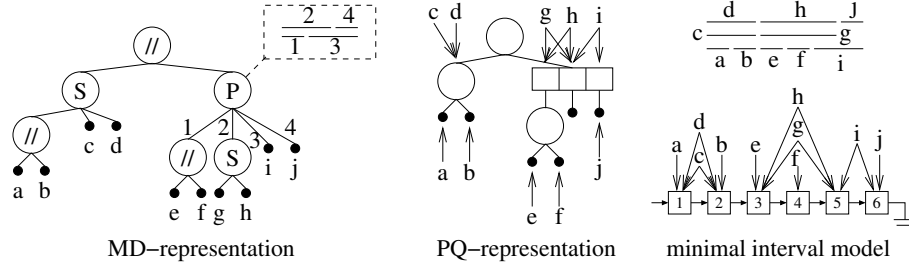 2 4
1 3
//
S
P
//
c d
a b
1 2 3 4
//
S
i j
e f g h
MD–representation
c d
g h i
a b
j
e f
PQ–representation
d h j
c g
a b e f i
h
d g
a c b e f i j
1 2 3 4 5 6
minimal interval model